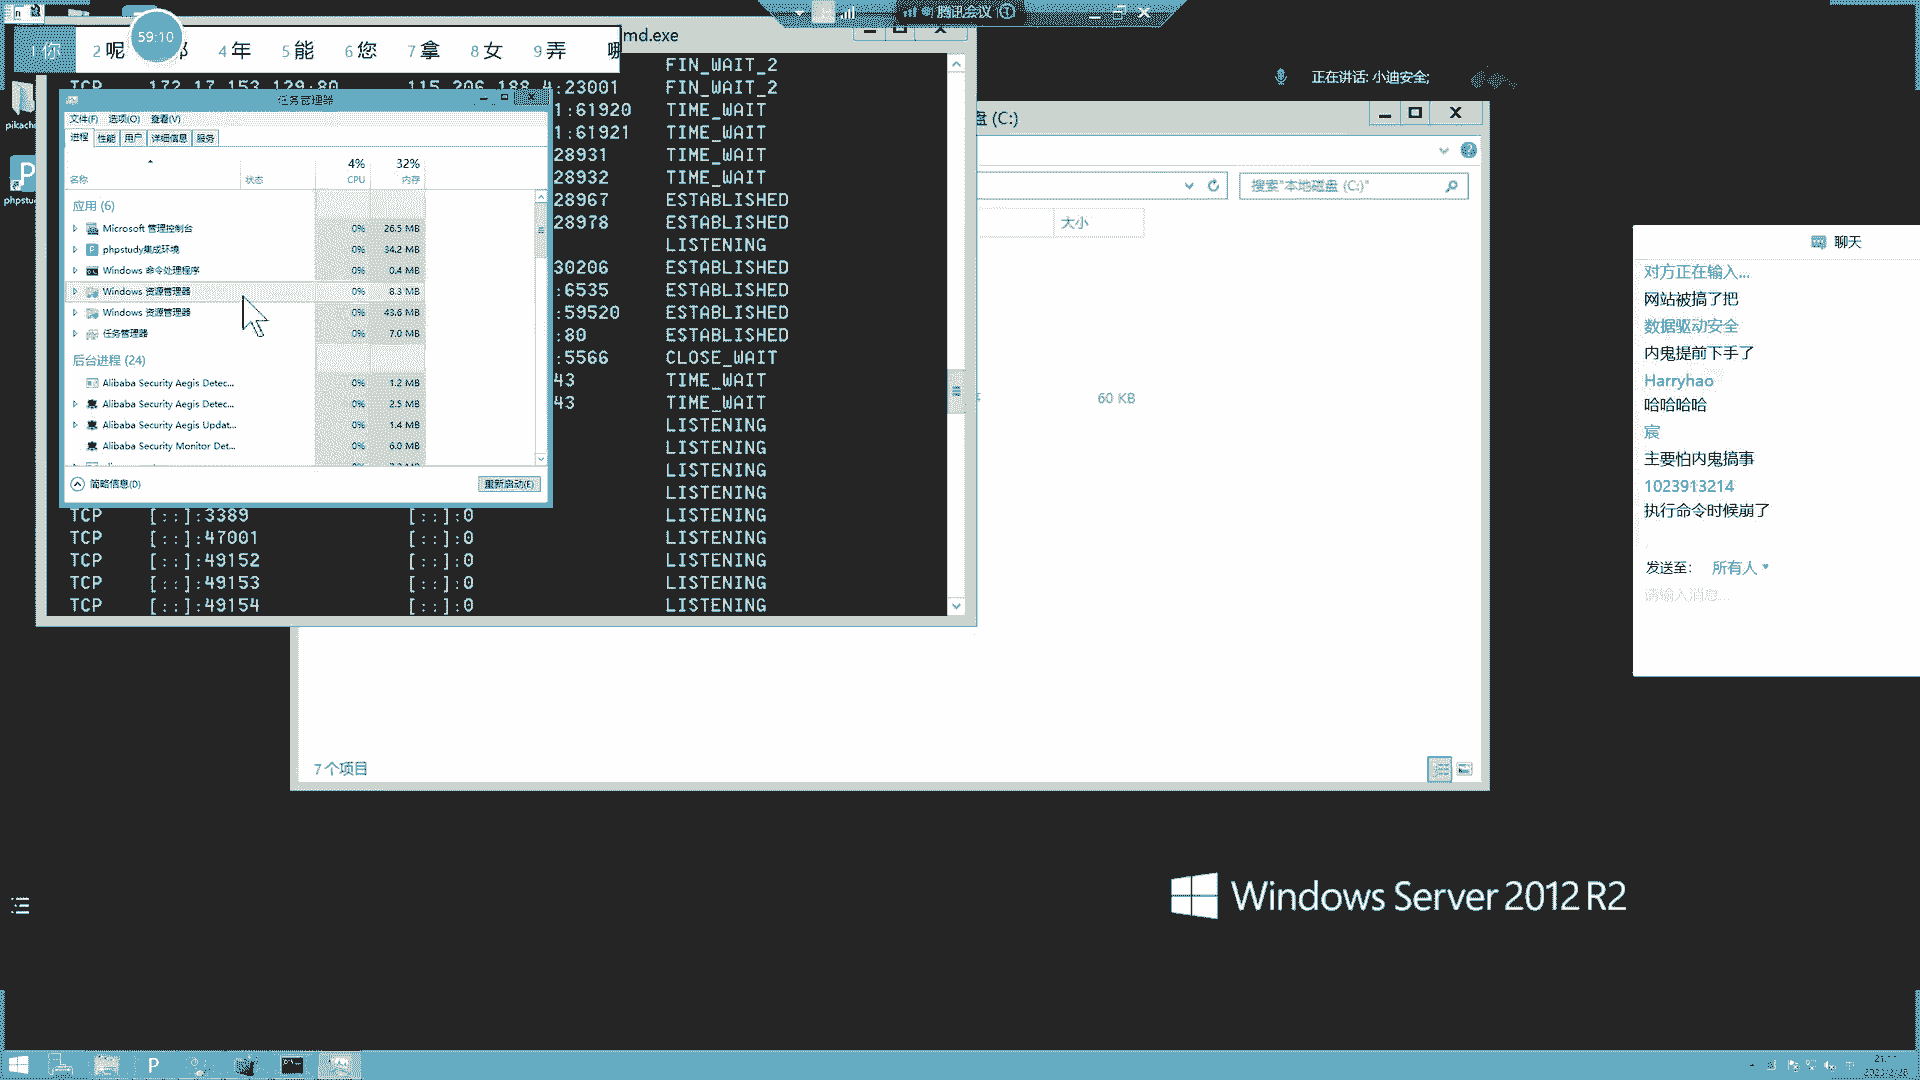 腾讯会议
59:10
1 你 2 呢 4 年 5 能 6 您 7 拿 8 女 9 弄
md.exe
正在讲话: 小迪安全;
FIN_WAIT_2
TCP 172.17.153.129:80 115.206.188.4:23001 FIN_WAIT_2
1:61920 TIME_WAIT
1:61921 TIME_WAIT
28931 TIME_WAIT
28932 TIME_WAIT
28967 ESTABLISHED
28978 ESTABLISHED
LISTENING
30206 ESTABLISHED
:6535 ESTABLISHED
:59520 ESTABLISHED
:80 ESTABLISHED
:5566 CLOSE_WAIT
43 TIME_WAIT
43 TIME_WAIT
LISTENING
LISTENING
LISTENING
LISTENING
TCP [::]:3389 [::]:0 LISTENING
TCP [::]:47001 [::]:0 LISTENING
TCP [::]:49152 [::]:0 LISTENING
TCP [::]:49153 [::]:0 LISTENING
TCP [::]:49154 [::]:0 LISTENING
任务管理器
文件(F) 选项(O) 查看(V)
进程 性能 用户 详细信息 服务
4% 32%
名称 状态 CPU 内存
应用 (6)
Microsoft 管理控制台 0% 26.5 MB
phpstudy集成环境 0% 34.2 MB
Windows 命令处理程序 0% 0.4 MB
Windows 资源管理器 0% 8.3 MB
Windows 资源管理器 0% 43.6 MB
任务管理器 0% 7.0 MB
后台进程 (24)
Alibaba Security Aegis Detec... 0% 1.2 MB
Alibaba Security Aegis Detec... 0% 2.5 MB
Alibaba Security Aegis Updat... 0% 1.4 MB
Alibaba Security Monitor Det... 0% 6.0 MB
简略信息(D) 重新启动(E)
盘 (C:)
搜索"本地磁盘 (C:)"
大小
60 KB
7 个项目
聊天
对方正在输入...
网站被搞了把
数据驱动安全
内鬼提前下手了
Harryhao
哈哈哈哈
宸
主要怕内鬼搞事
1023913214
执行命令时候崩了
发送至: 所有人
请输入消息...
Windows Server 2012 R2